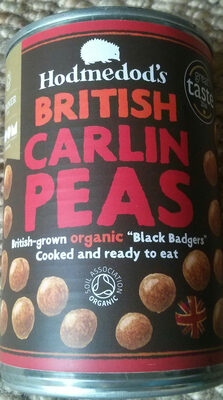 Hodmedod's
BRITISH
CARLIN
PEAS
British-grown organic "Black Badgers"
Cooked and ready to eat
SOIL ASSOCIATION
ORGANIC
great
taste